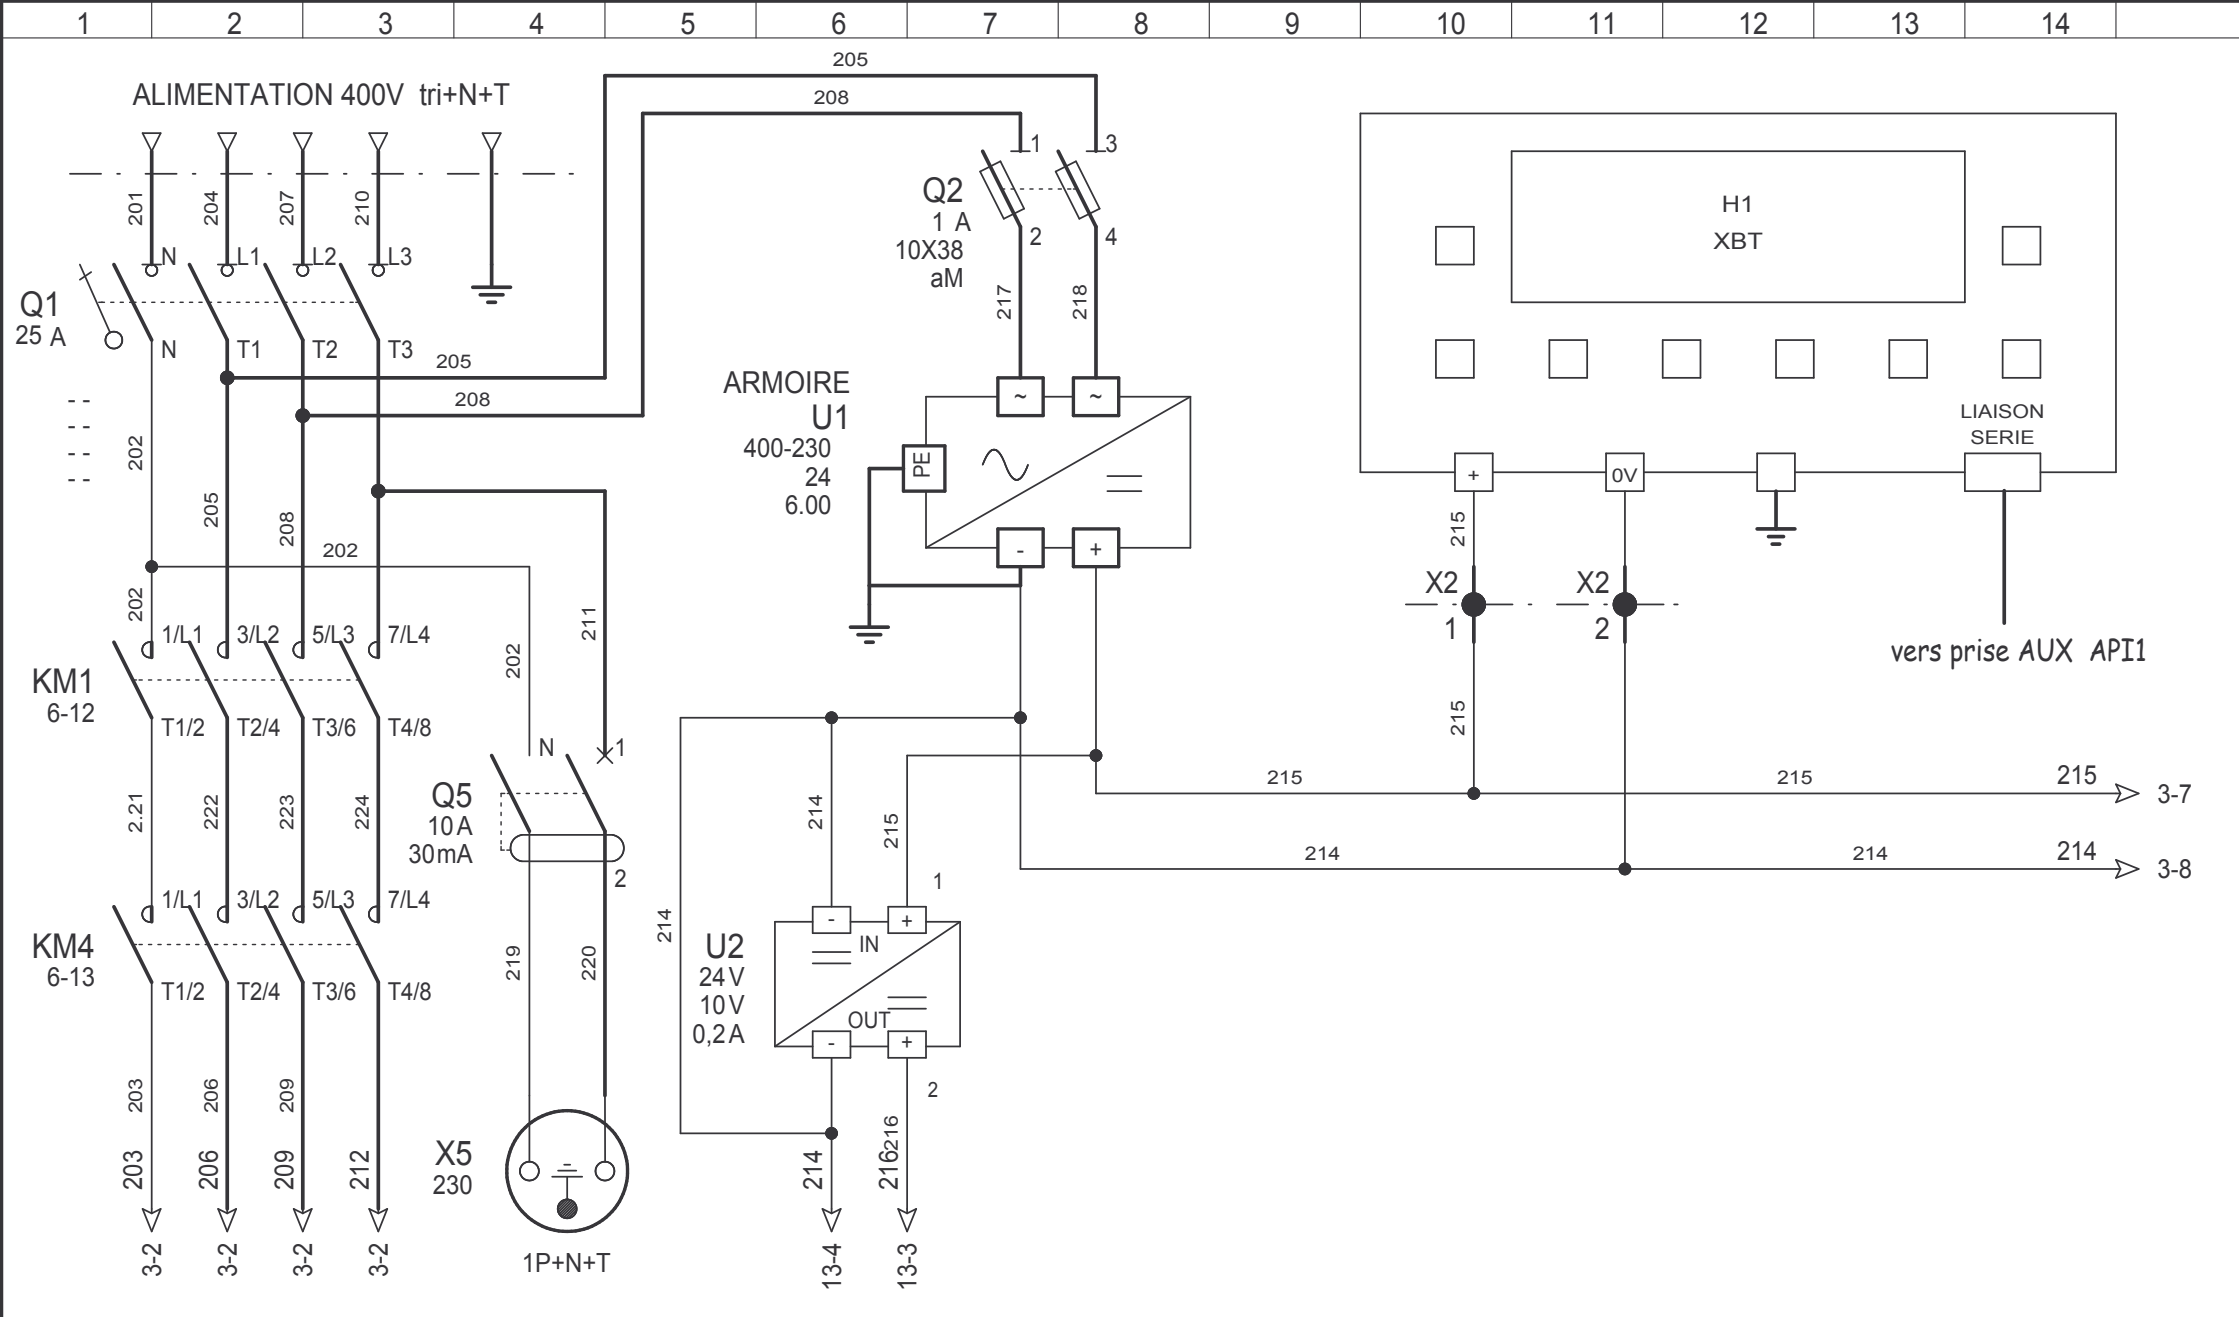 1 2 3 4 5 6 7 8 9 10 11 12 13 14
205
ALIMENTATION 400V tri+N+T
208
201 204 207 210
N L1 L2 L3
Q1
25 A
N T1 T2 T3
205
208
- -
- -
- -
- -
202
205
208
202
202
211
202
1/L1 3/L2 5/L3 7/L4
KM1
6-12
T1/2 T2/4 T3/6 T4/8
2.21 222 223 224
1/L1 3/L2 5/L3 7/L4
KM4
6-13
T1/2 T2/4 T3/6 T4/8
203 206 209
203 206 209 212
3-2 3-2 3-2 3-2
N 1
Q5
10 A
30mA
2
219 220
X5
230
1P+N+T
1 3
Q2
1 A
10X38
aM
2 4
217 218
ARMOIRE
U1
400-230
24
6.00
~ ~
PE
- +
214 215
214
1
- +
IN
U2
24 V
10 V
0,2 A
OUT
- +
2
216
214 216
13-4 13-3
H1
XBT
LIAISON
SERIE
+ 0V
215
X2 X2
1 2
vers prise AUX API1
215
215 215 215 3-7
214 214 214 3-8